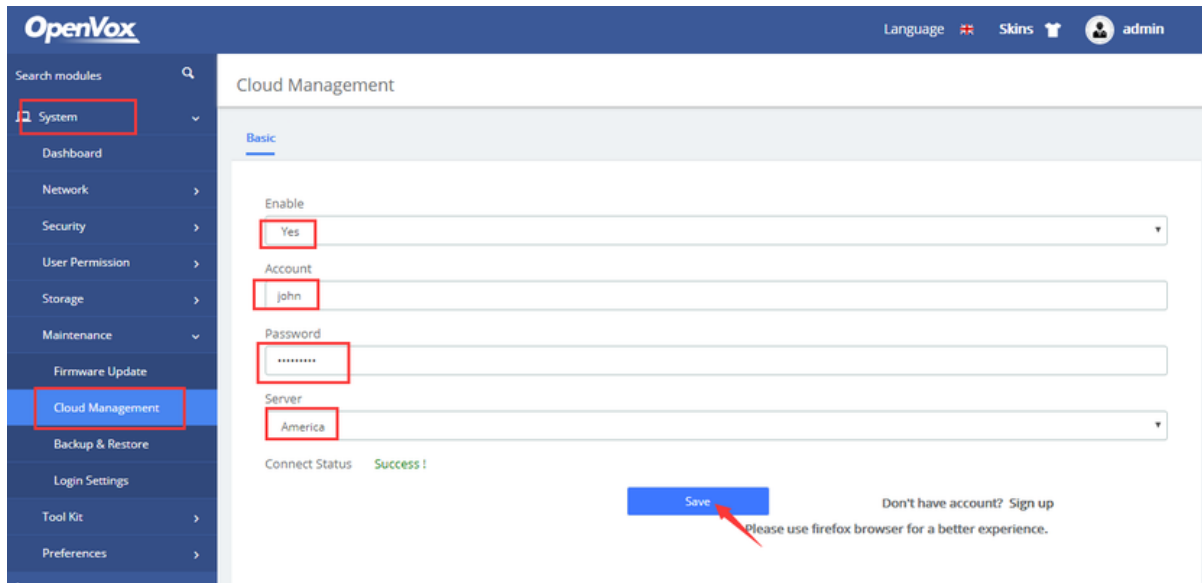 OpenVox
Language Skins admin
Search modules
System
Dashboard
Network
Security
User Permission
Storage
Maintenance
Firmware Update
Cloud Management
Backup & Restore
Login Settings
Tool Kit
Preferences
Cloud Management
Basic
Enable
Yes
Account
john
Password
•••••••••
Server
America
Connect Status Success !
Save
Don't have account? Sign up
Please use firefox browser for a better experience.